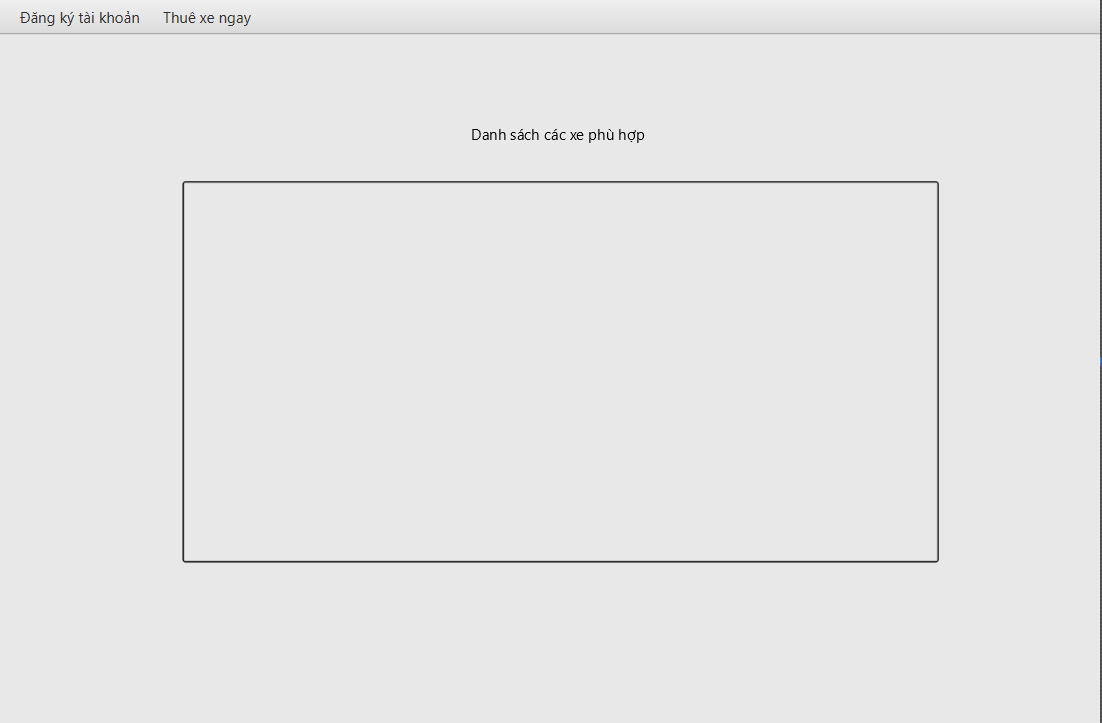 Đăng ký tài khoản Thuê xe ngay
Danh sách các xe phù hợp